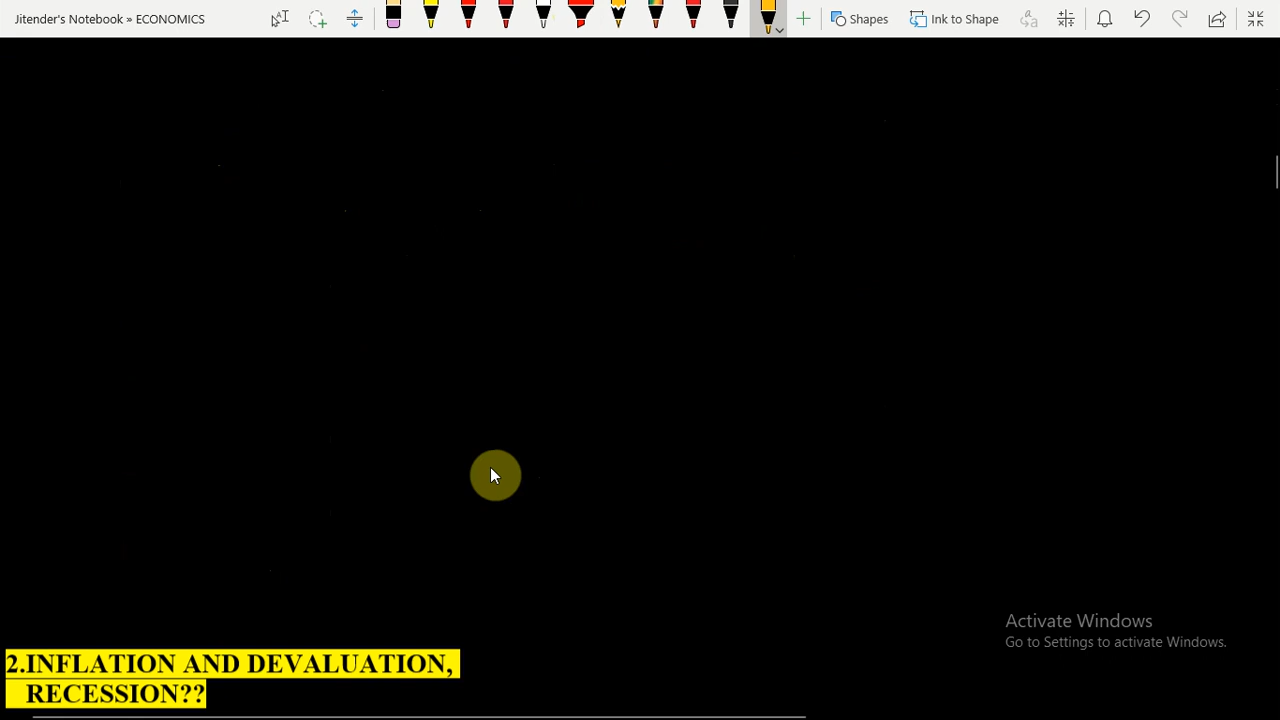 Jitender's Notebook » ECONOMICS
Shapes
Ink to Shape
Activate Windows
Go to Settings to activate Windows.
2.INFLATION AND DEVALUATION,
RECESSION??